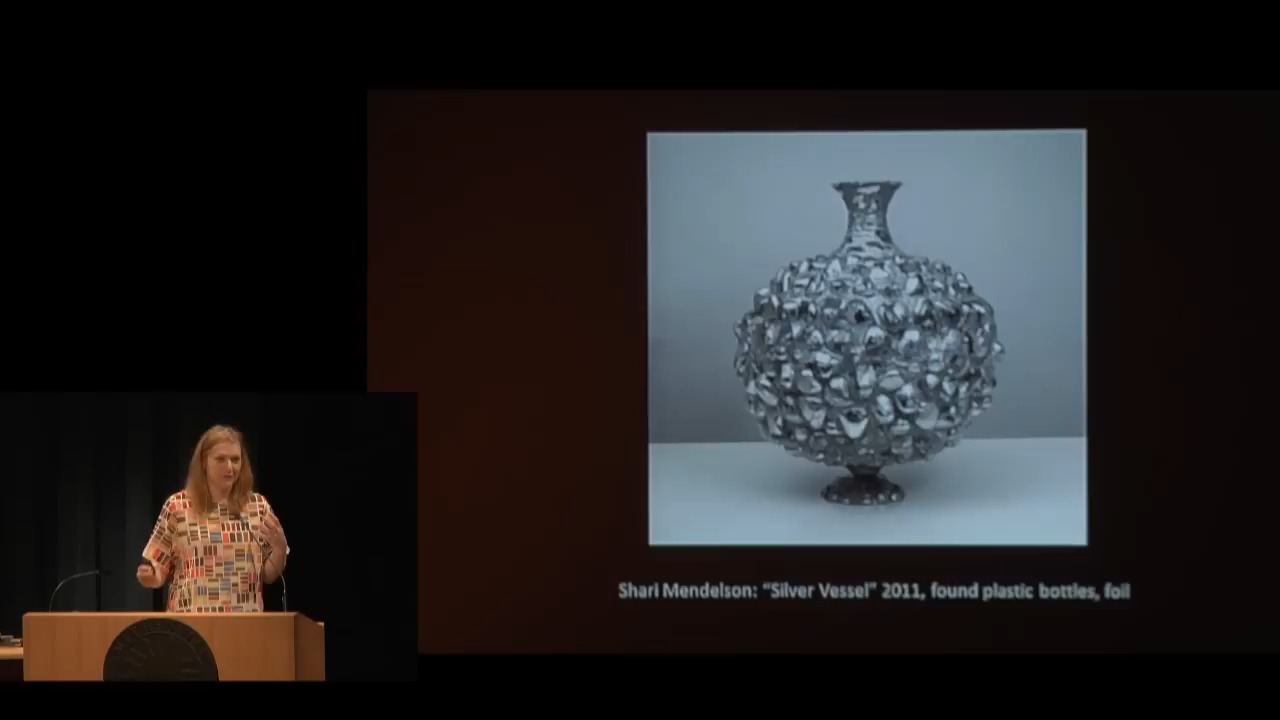 Shari Mendelson: “Silver Vessel” 2011, found plastic bottles, foil